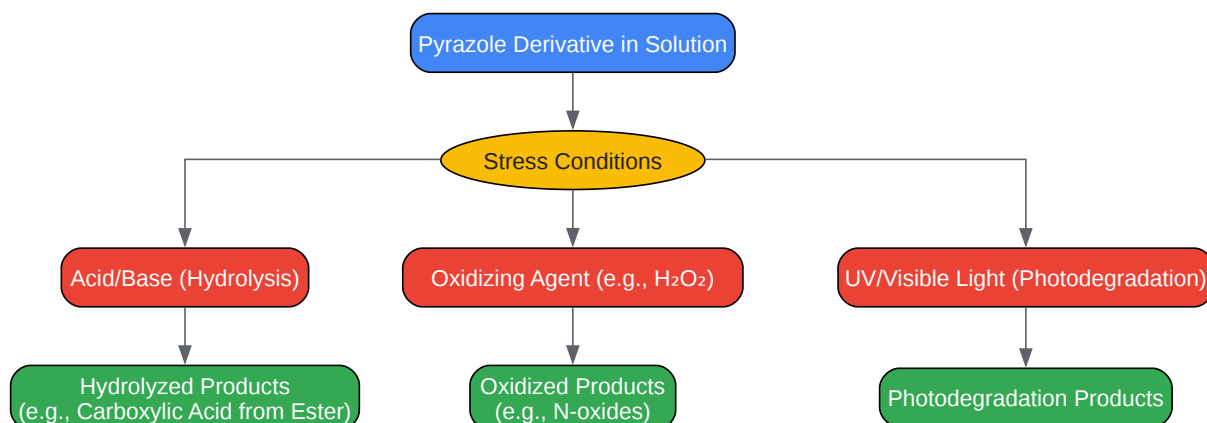 Pyrazole Derivative in Solution
Stress Conditions
Acid/Base (Hydrolysis)
Oxidizing Agent (e.g., H₂O₂)
UV/Visible Light (Photodegradation)
Hydrolyzed Products
(e.g., Carboxylic Acid from Ester)
Oxidized Products
(e.g., N-oxides)
Photodegradation Products